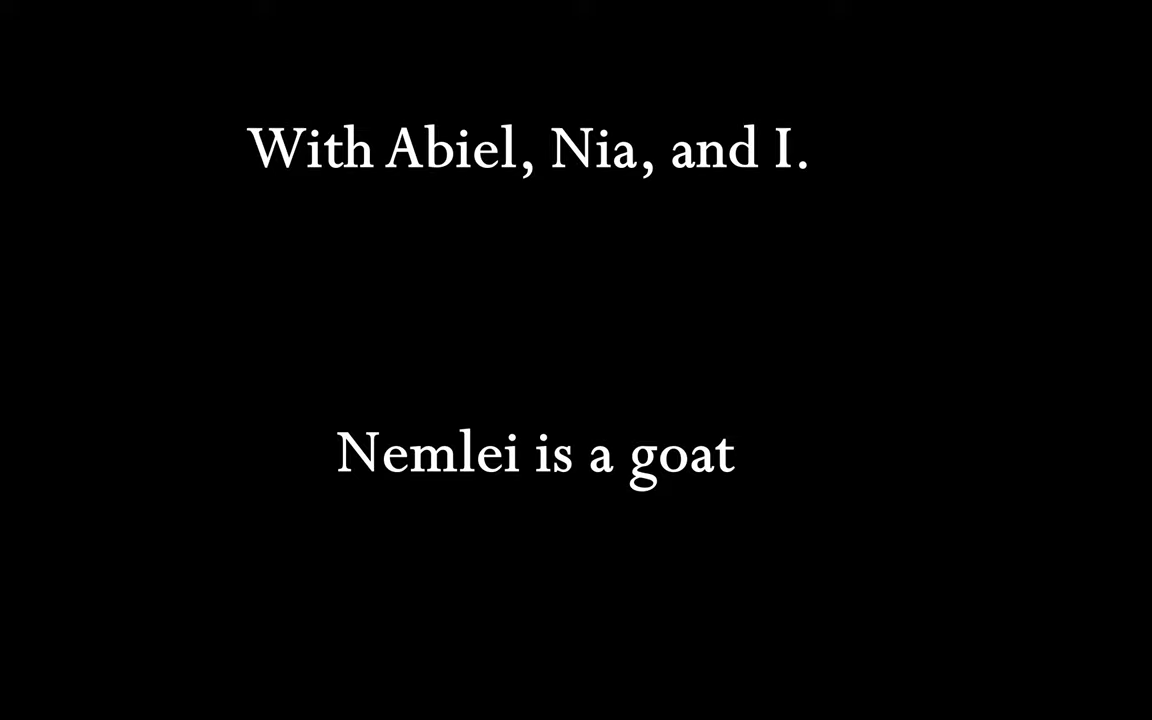 With Abiel, Nia, and I.
Nemlei is a goat